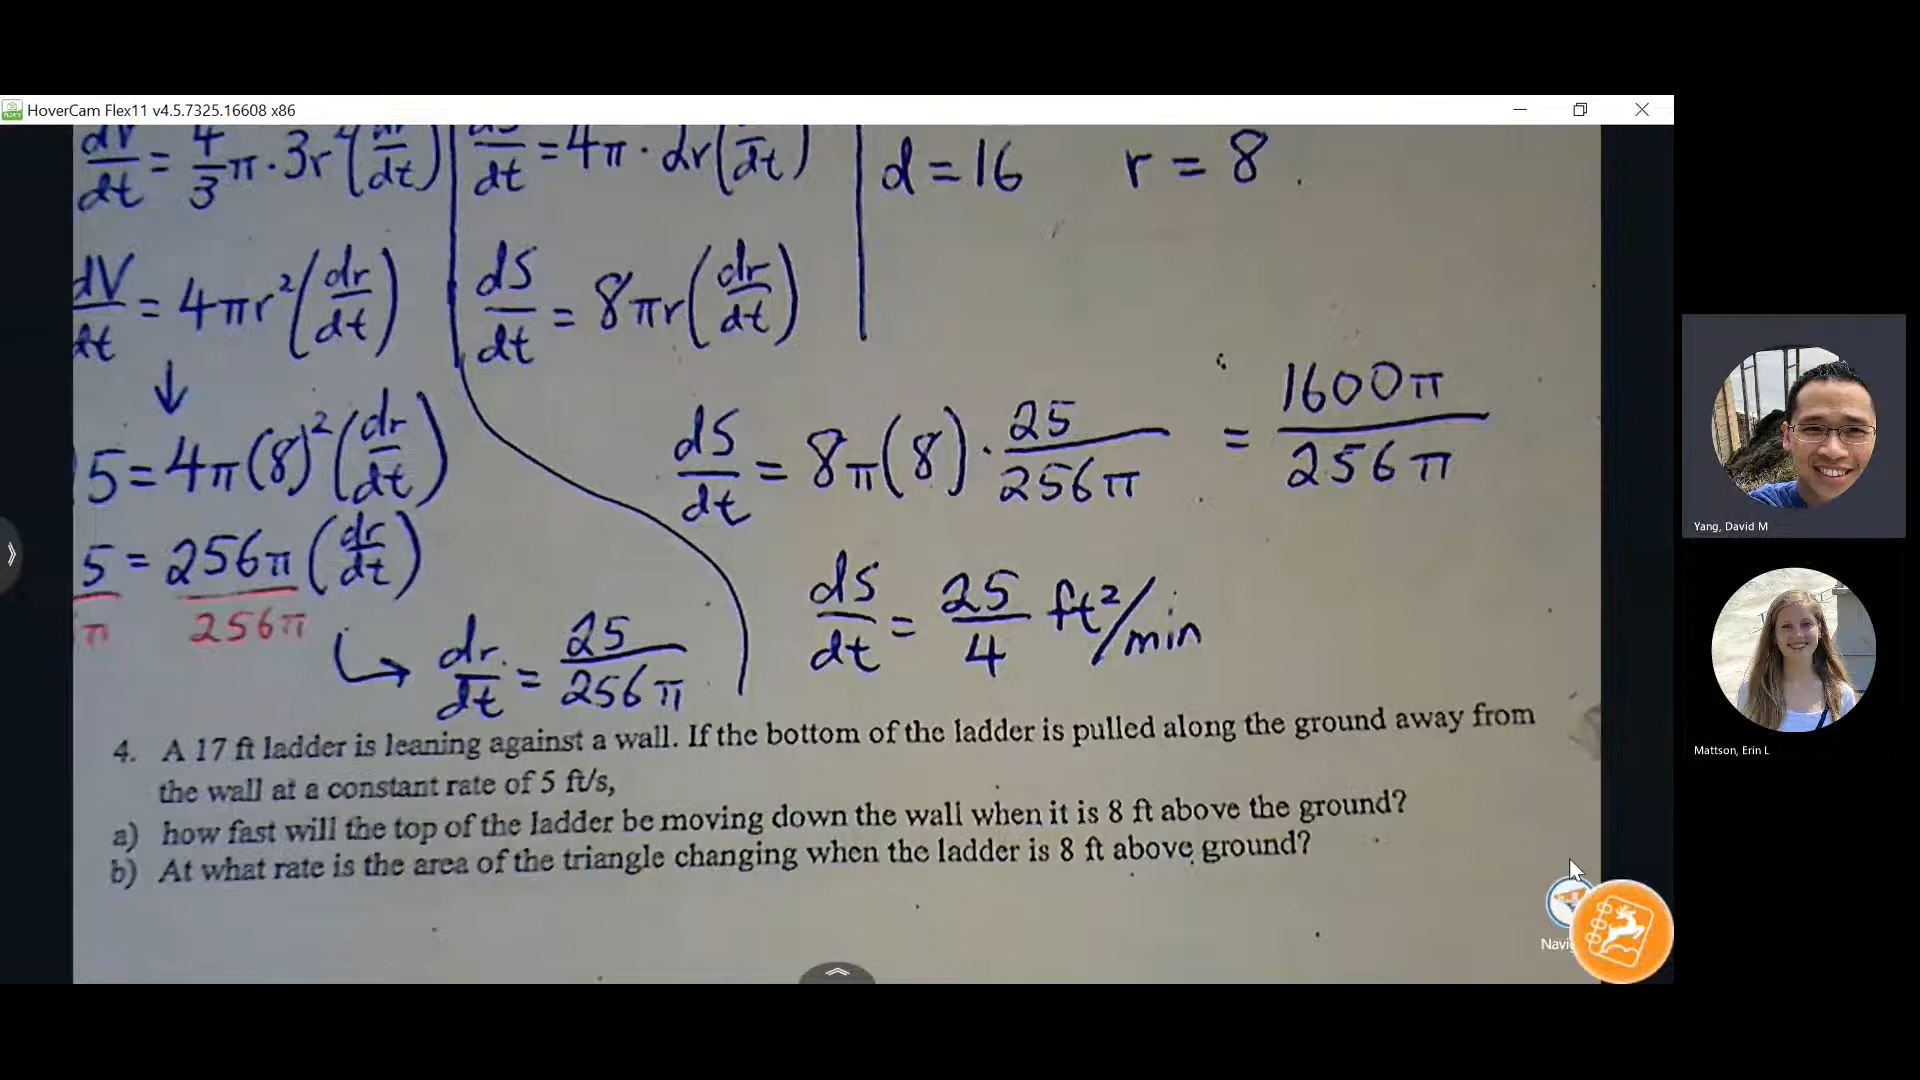 HoverCam Flex11 v4.5.7325.16608 x86
dV/dt = 4/3 π · 3r² (dr/dt)
dS/dt = 4π · 2r (dr/dt)
d = 16 r = 8
dV/dt = 4πr² (dr/dt)
dS/dt = 8πr (dr/dt)
5 = 4π(8)² (dr/dt)
dS/dt = 8π(8) · 25/256π = 1600π/256π
5 = 256π (dr/dt)
π 256π
dr/dt = 25/256π
dS/dt = 25/4 ft²/min
4. A 17 ft ladder is leaning against a wall. If the bottom of the ladder is pulled along the ground away from
the wall at a constant rate of 5 ft/s,
a) how fast will the top of the ladder be moving down the wall when it is 8 ft above the ground?
b) At what rate is the area of the triangle changing when the ladder is 8 ft above ground?
Yang, David M
Mattson, Erin L